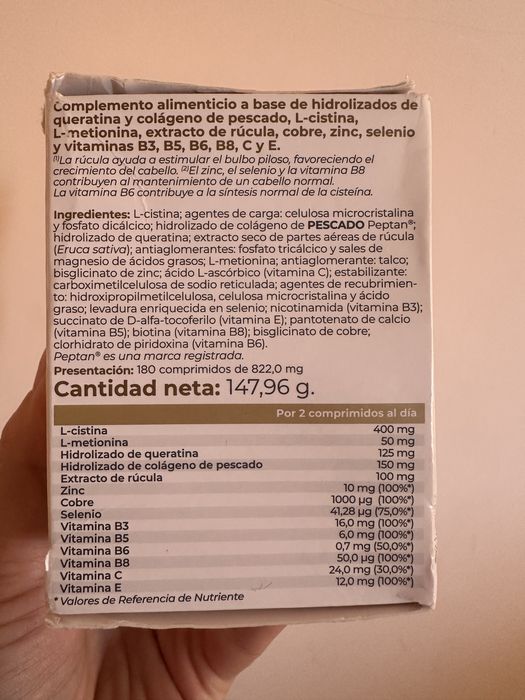 Complemento alimenticio a base de hidrolizados de
queratina y colágeno de pescado, L-cistina,
L-metionina, extracto de rúcula, cobre, zinc, selenio
y vitaminas B3, B5, B6, B8, C y E.
(1)La rúcula ayuda a estimular el bulbo piloso, favoreciendo el
crecimiento del cabello. (2)El zinc, el selenio y la vitamina B8
contribuyen al mantenimiento de un cabello normal.
La vitamina B6 contribuye a la síntesis normal de la cisteína.
Ingredientes: L-cistina; agentes de carga: celulosa microcristalina
y fosfato dicálcico; hidrolizado de colágeno de PESCADO Peptan®;
hidrolizado de queratina; extracto seco de partes aéreas de rúcula
(Eruca sativa); antiaglomerantes: fosfato tricálcico y sales de
magnesio de ácidos grasos; L-metionina; antiaglomerante: talco;
bisglicinato de zinc; ácido L-ascórbico (vitamina C); estabilizante:
carboximetilcelulosa de sodio reticulada; agentes de recubrimien-
to: hidroxipropilmetilcelulosa, celulosa microcristalina y ácido
graso; levadura enriquecida en selenio; nicotinamida (vitamina B3);
succinato de D-alfa-tocoferilo (vitamina E); pantotenato de calcio
(vitamina B5); biotina (vitamina B8); bisglicinato de cobre;
clorhidrato de piridoxina (vitamina B6).
Peptan® es una marca registrada.
Presentación: 180 comprimidos de 822,0 mg
Cantidad neta: 147,96 g.
Por 2 comprimidos al día
L-cistina 400 mg
L-metionina 50 mg
Hidrolizado de queratina 125 mg
Hidrolizado de colágeno de pescado 150 mg
Extracto de rúcula 100 mg
Zinc 10 mg (100%*)
Cobre 1000 µg (100%*)
Selenio 41,28 µg (75,0%*)
Vitamina B3 16,0 mg (100%*)
Vitamina B5 6,0 mg (100%*)
Vitamina B6 0,7 mg (50,0%*)
Vitamina B8 50,0 µg (100%*)
Vitamina C 24,0 mg (30,0%*)
Vitamina E 12,0 mg (100%*)
* Valores de Referencia de Nutriente